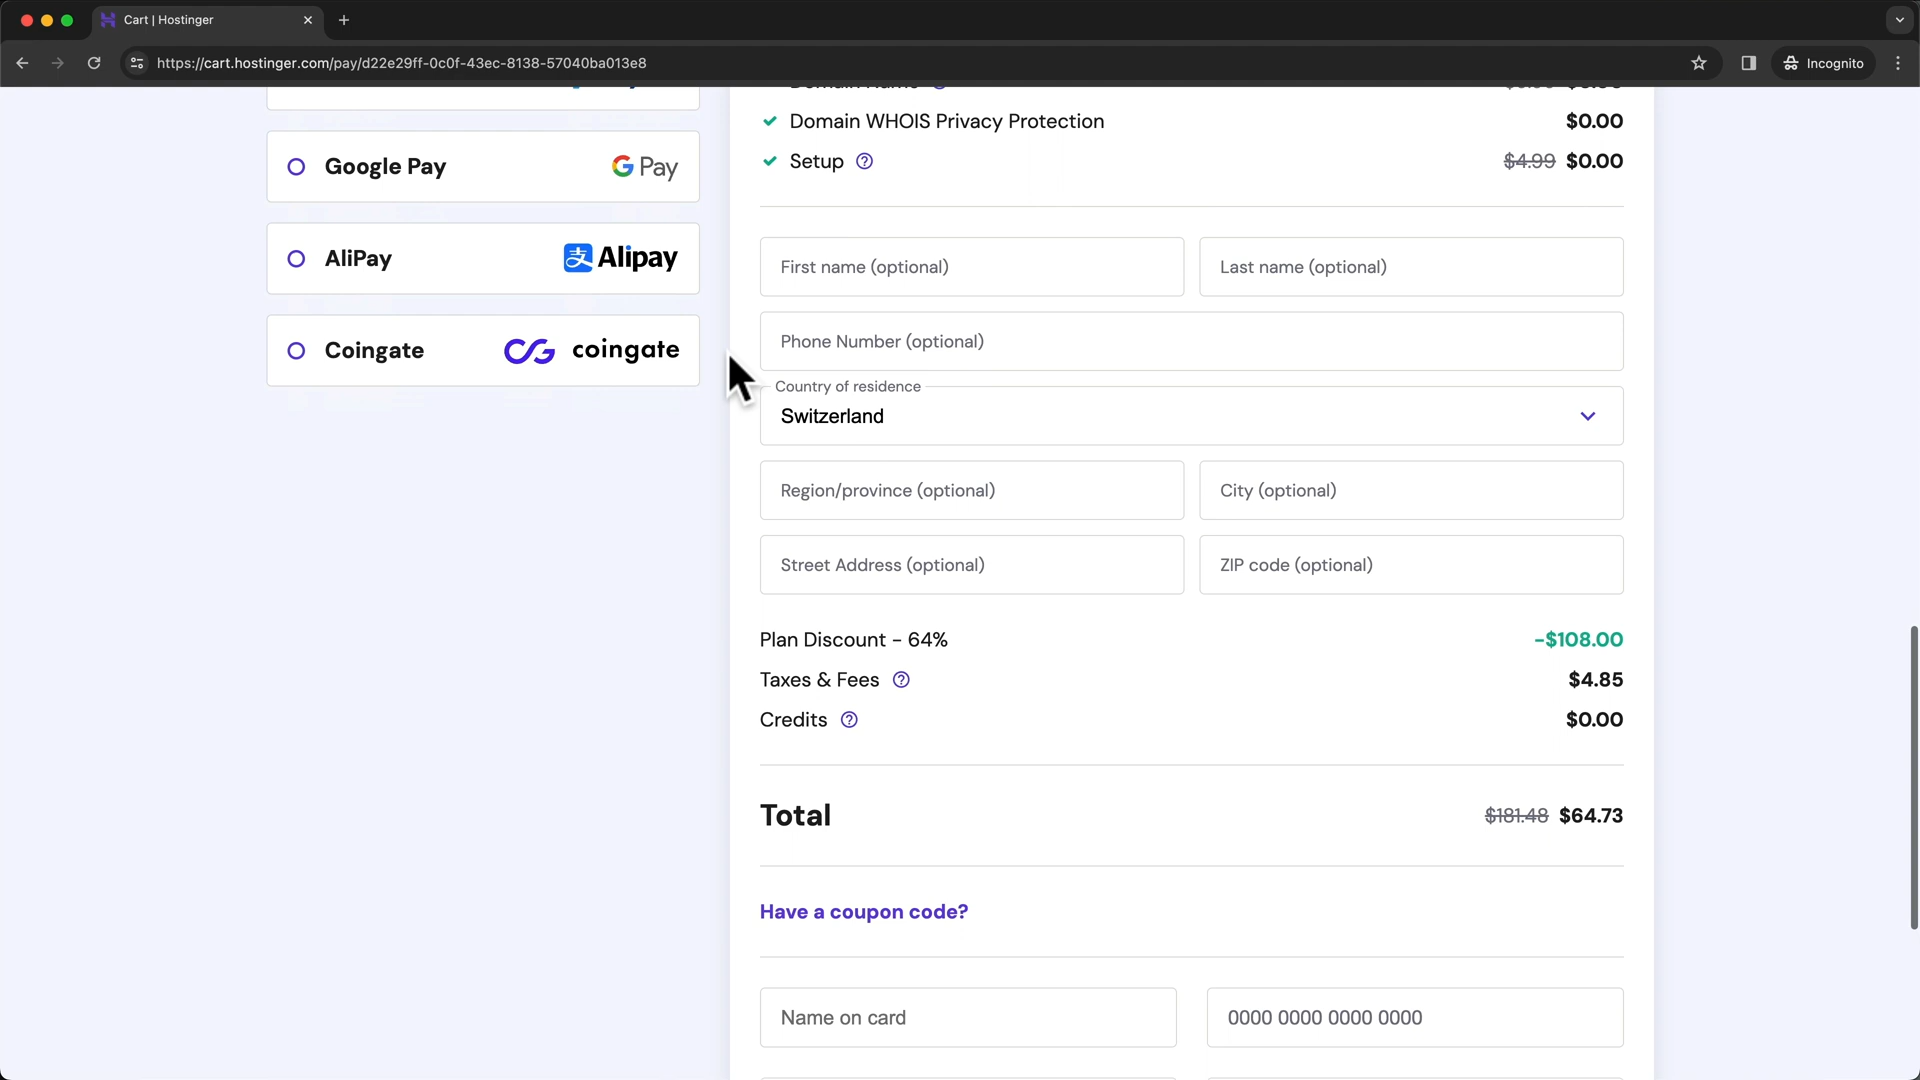 Cart | Hostinger
https://cart.hostinger.com/pay/d22e29ff-0c0f-43ec-8138-57040ba013e8
Incognito
Domain WHOIS Privacy Protection $0.00
Setup $4.99 $0.00
Google Pay G Pay
AliPay 支 Alipay
Coingate coingate
First name (optional) Last name (optional)
Phone Number (optional)
Country of residence
Switzerland
Region/province (optional) City (optional)
Street Address (optional) ZIP code (optional)
Plan Discount - 64% -$108.00
Taxes & Fees $4.85
Credits $0.00
Total $181.48 $64.73
Have a coupon code?
Name on card 0000 0000 0000 0000